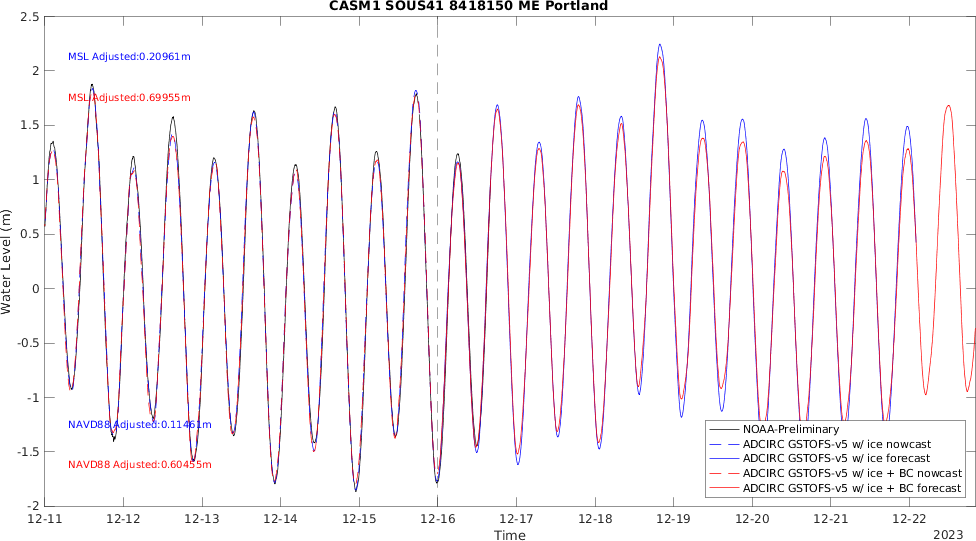 CASM1 SOUS41 8418150 ME Portland
Water Level (m)
2.5
2
1.5
1
0.5
0
-0.5
-1
-1.5
-2
MSL Adjusted:0.20961m
MSL Adjusted:0.69955m
NAVD88 Adjusted:0.11461m
NAVD88 Adjusted:0.60455m
NOAA-Preliminary
ADCIRC GSTOFS-v5 w/ ice nowcast
ADCIRC GSTOFS-v5 w/ ice forecast
ADCIRC GSTOFS-v5 w/ ice + BC nowcast
ADCIRC GSTOFS-v5 w/ ice + BC forecast
12-11 12-12 12-13 12-14 12-15 12-16 12-17 12-18 12-19 12-20 12-21 12-22
Time
2023